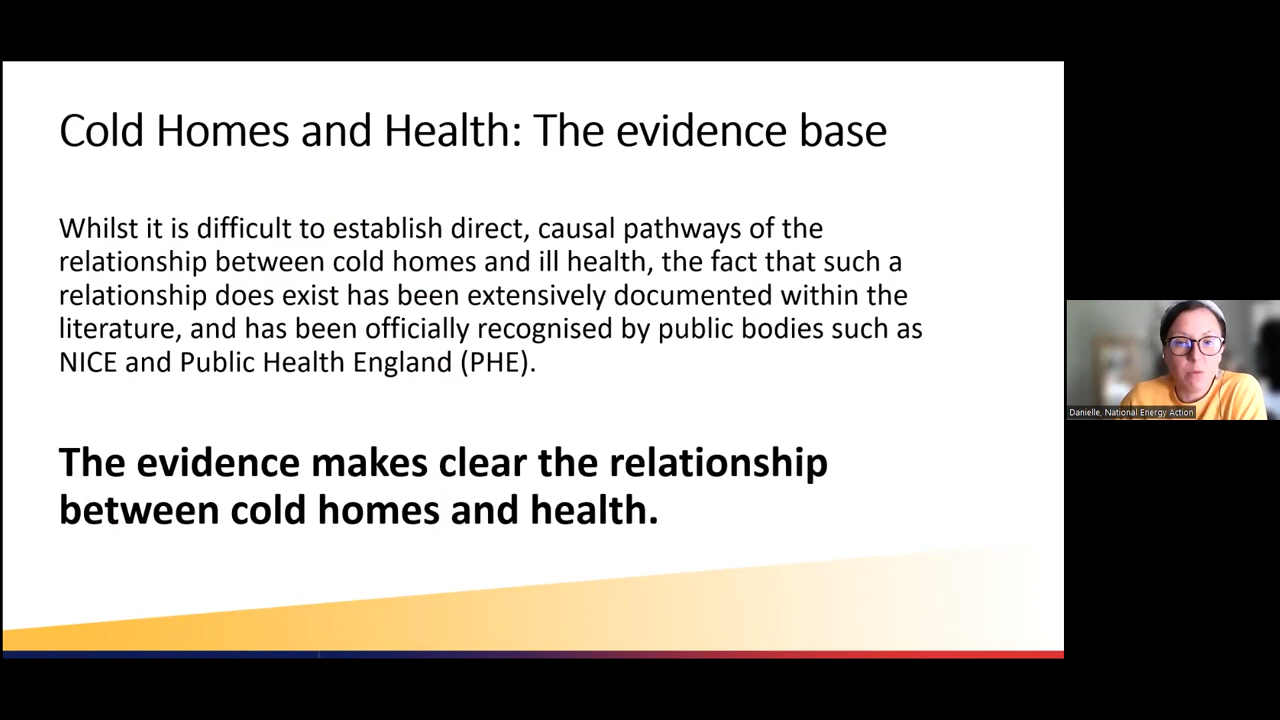 Cold Homes and Health: The evidence base
Whilst it is difficult to establish direct, causal pathways of the
relationship between cold homes and ill health, the fact that such a
relationship does exist has been extensively documented within the
literature, and has been officially recognised by public bodies such as
NICE and Public Health England (PHE).
The evidence makes clear the relationship
between cold homes and health.
Danielle, National Energy Action